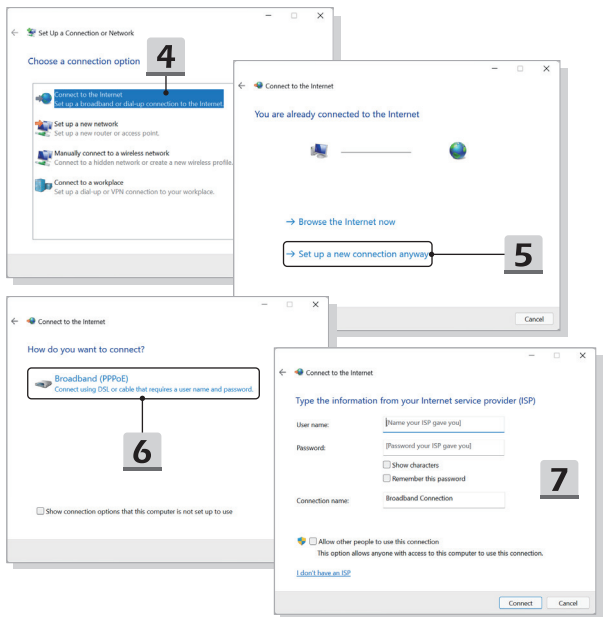 Set Up a Connection or Network
Choose a connection option
4
Connect to the Internet
Set up a broadband or dial-up connection to the Internet.
Set up a new network
Set up a new router or access point.
Manually connect to a wireless network
Connect to a hidden network or create a new wireless profile.
Connect to a workplace
Set up a dial-up or VPN connection to your workplace.
Connect to the Internet
You are already connected to the Internet
→ Browse the Internet now
→ Set up a new connection anyway
5
Cancel
Connect to the Internet
How do you want to connect?
Broadband (PPPoE)
Connect using DSL or cable that requires a user name and password.
6
Show connection options that this computer is not set up to use
Connect to the Internet
Type the information from your Internet service provider (ISP)
User name: [Name your ISP gave you]
Password: [Password your ISP gave you]
Show characters
Remember this password
7
Connection name: Broadband Connection
Allow other people to use this connection
This option allows anyone with access to this computer to use this connection.
I don't have an ISP
Connect Cancel